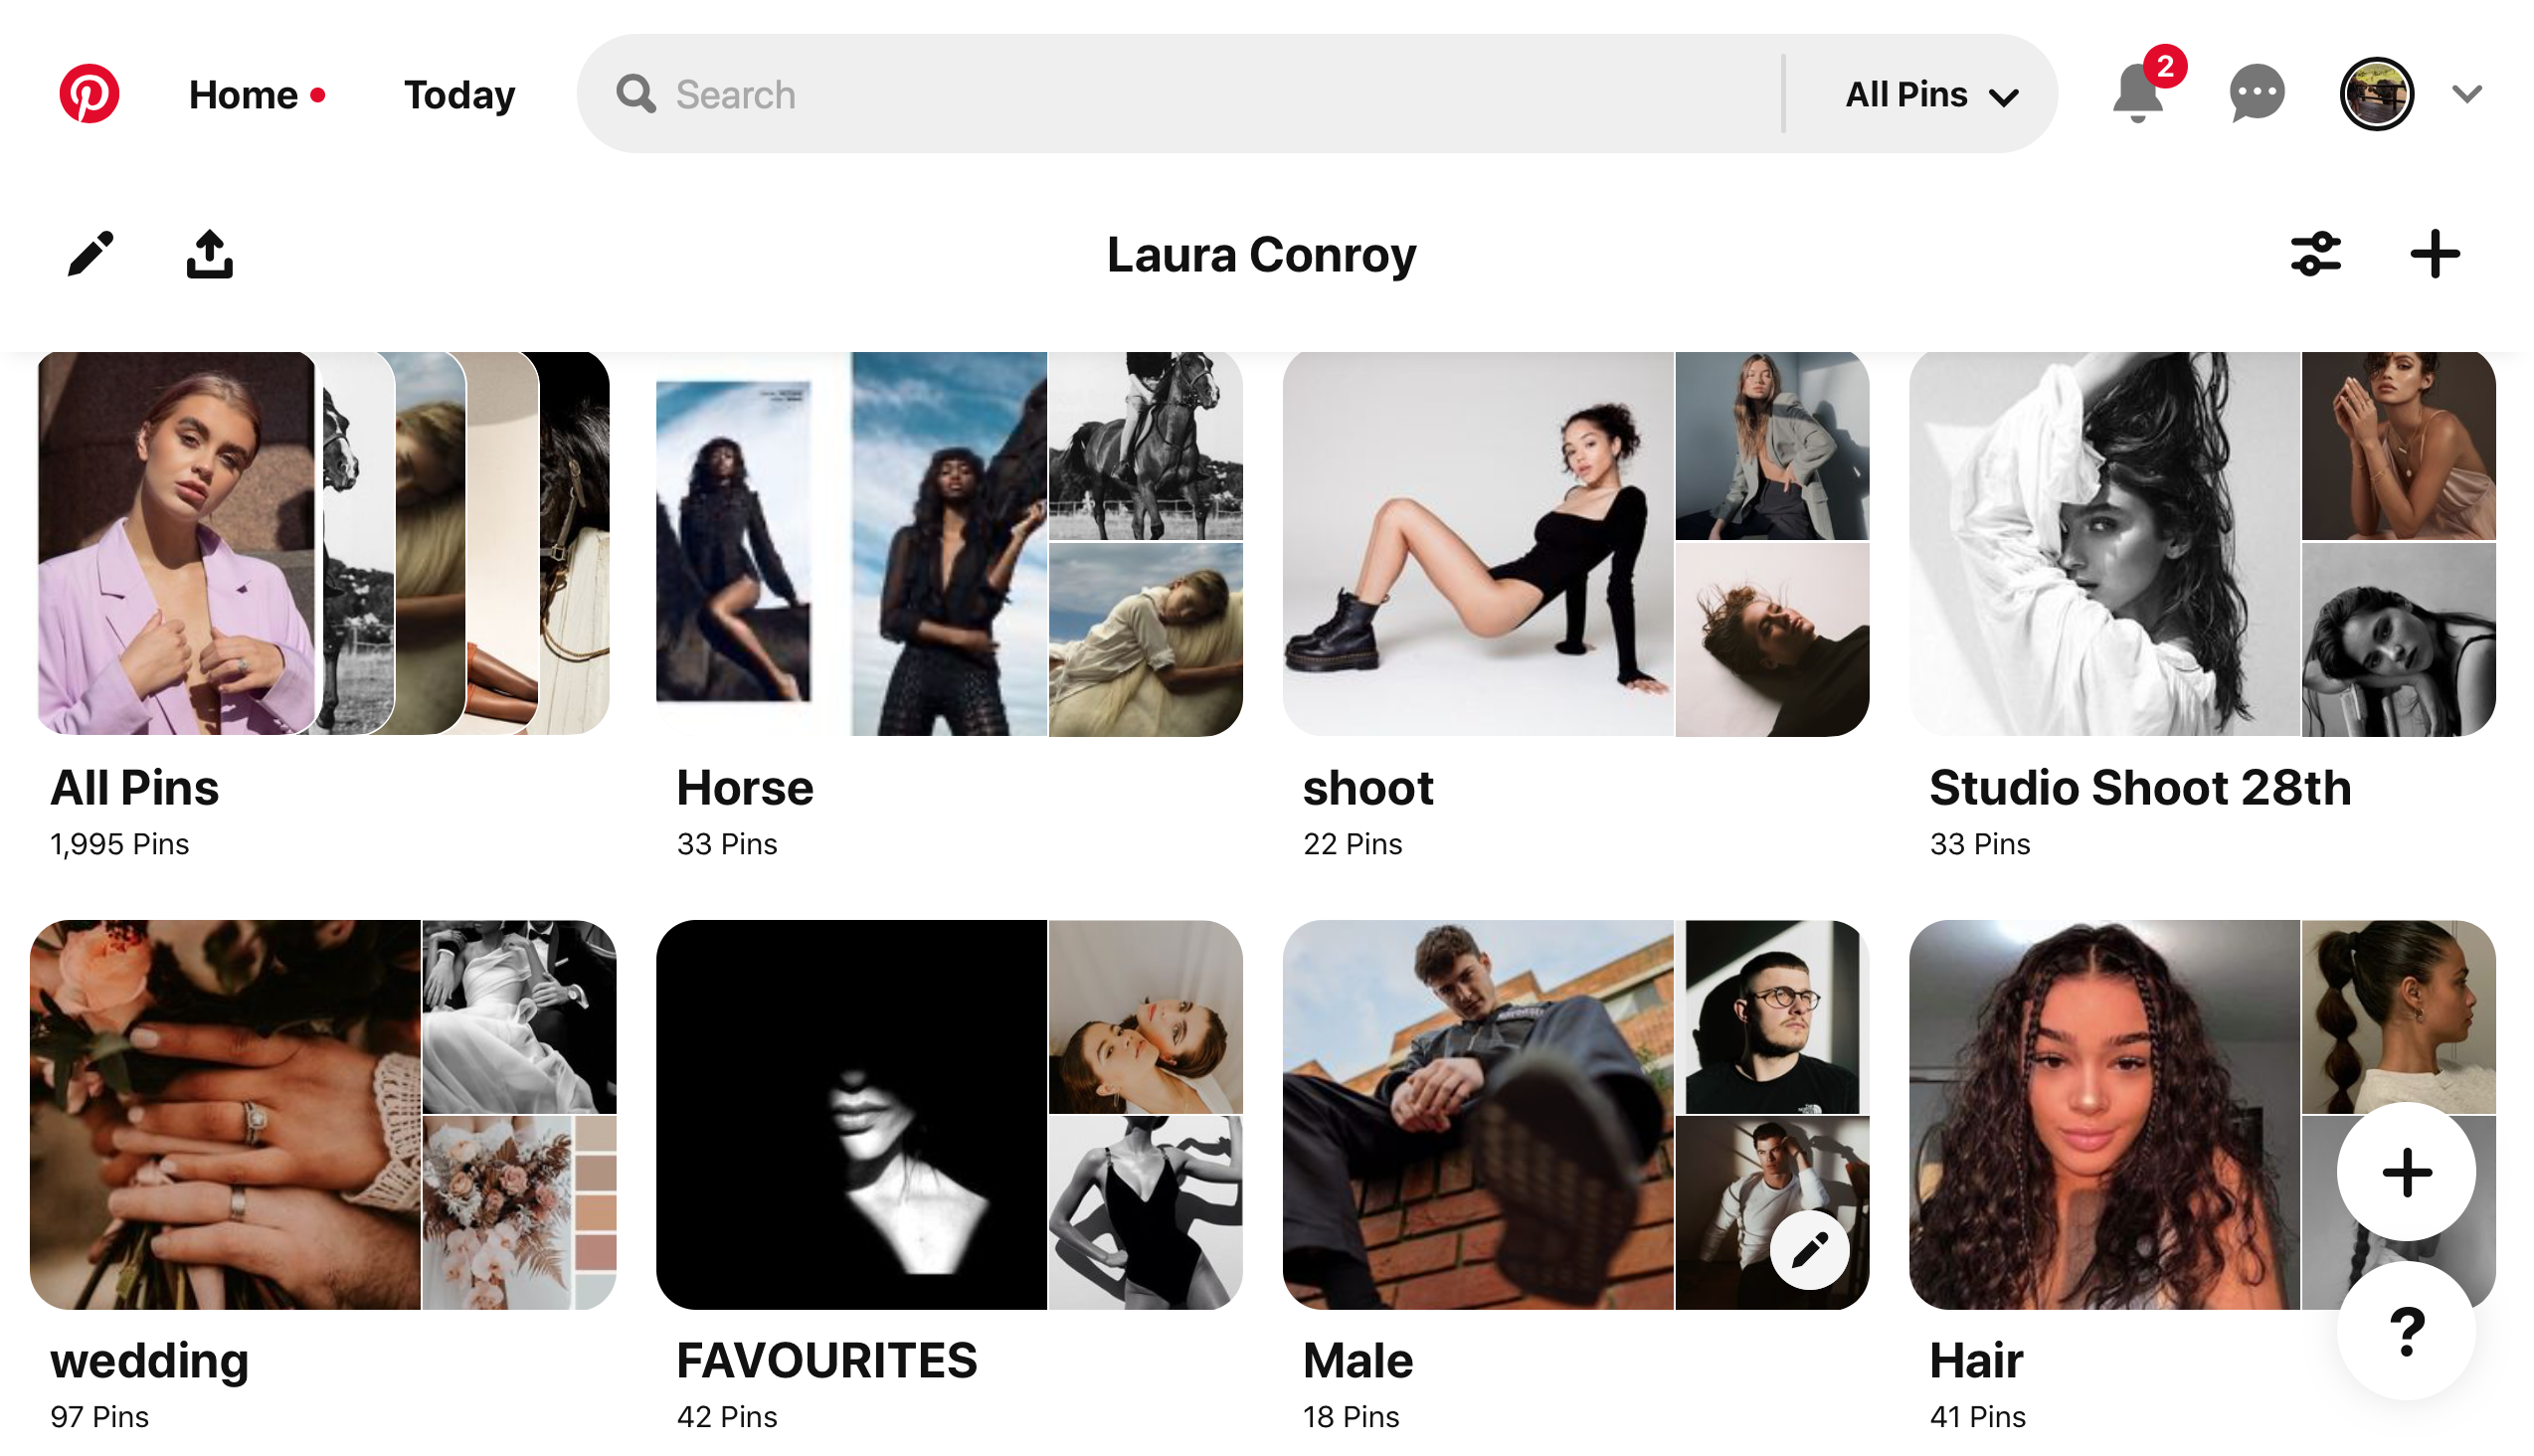 Home
Today
Search
All Pins
2
Laura Conroy
All Pins
1,995 Pins
Horse
33 Pins
shoot
22 Pins
Studio Shoot 28th
33 Pins
wedding
97 Pins
FAVOURITES
42 Pins
Male
18 Pins
Hair
41 Pins
?